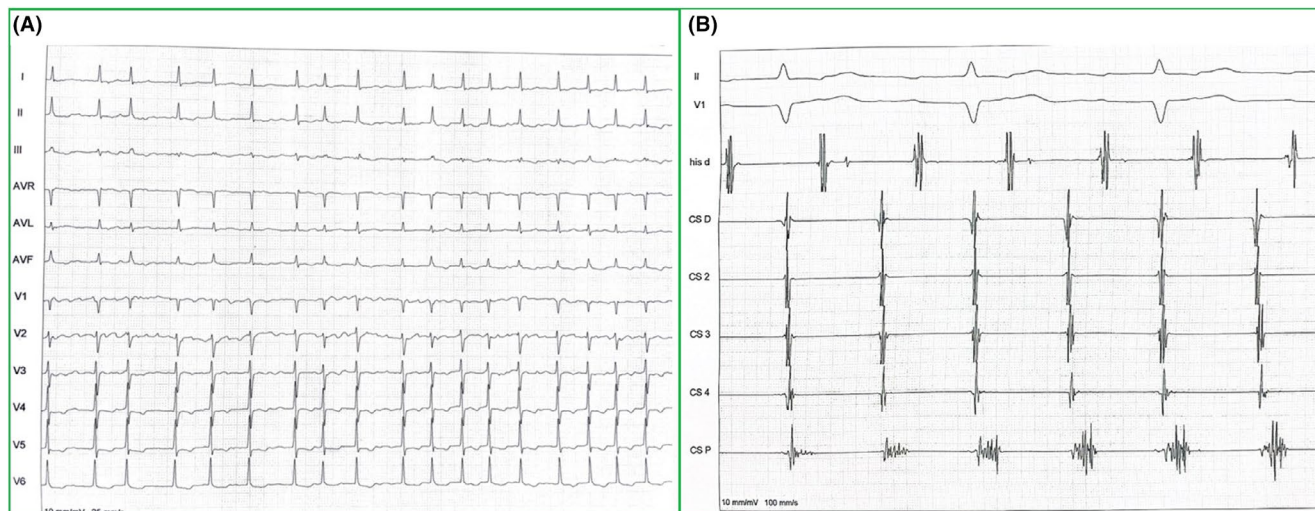 (A)
I
II
III
AVR
AVL
AVF
V1
V2
V3
V4
V5
V6
(B)
II
V1
his d
CS D
CS 2
CS 3
CS 4
CS P
10 mm/mV 100 mm/s